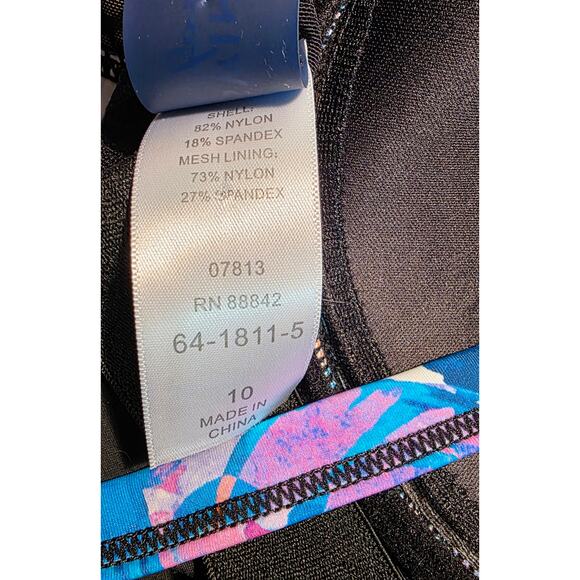 SHELL:
82% NYLON
18% SPANDEX
MESH LINING:
73% NYLON
27% SPANDEX
07813
RN 88842
64-1811-5
10
MADE IN
CHINA